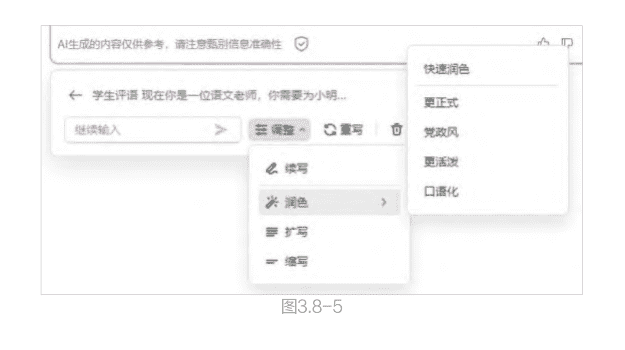 AI生成的内容仅供参考，请注意甄别信息准确性
快速润色
← 学生评语 现在你是一位语文老师，你需要为小明...
更正式
继续输入
调整
重写
党政风
更活泼
续写
口语化
润色
扩写
缩写
图3.8-5